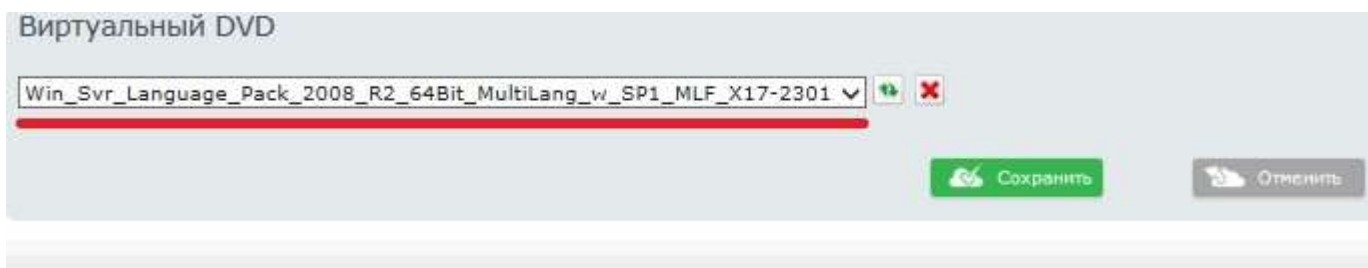 Виртуальный DVD
Win_Svr_Language_Pack_2008_R2_64Bit_MultiLang_w_SP1_MLF_X17-2301
Сохранить
Отменить